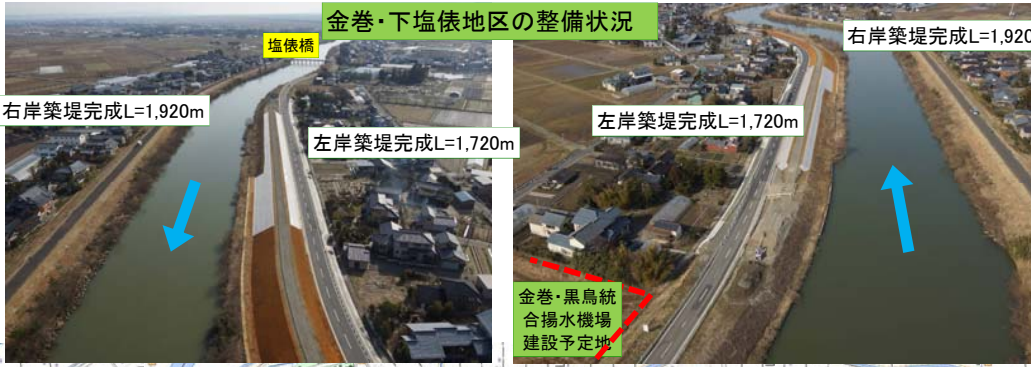 金巻・下塩俵地区の整備状況
塩俵橋
右岸築堤完成L=1,920m
左岸築堤完成L=1,720m
右岸築堤完成L=1,920
左岸築堤完成L=1,720m
金巻・黒鳥統
合揚水機場
建設予定地